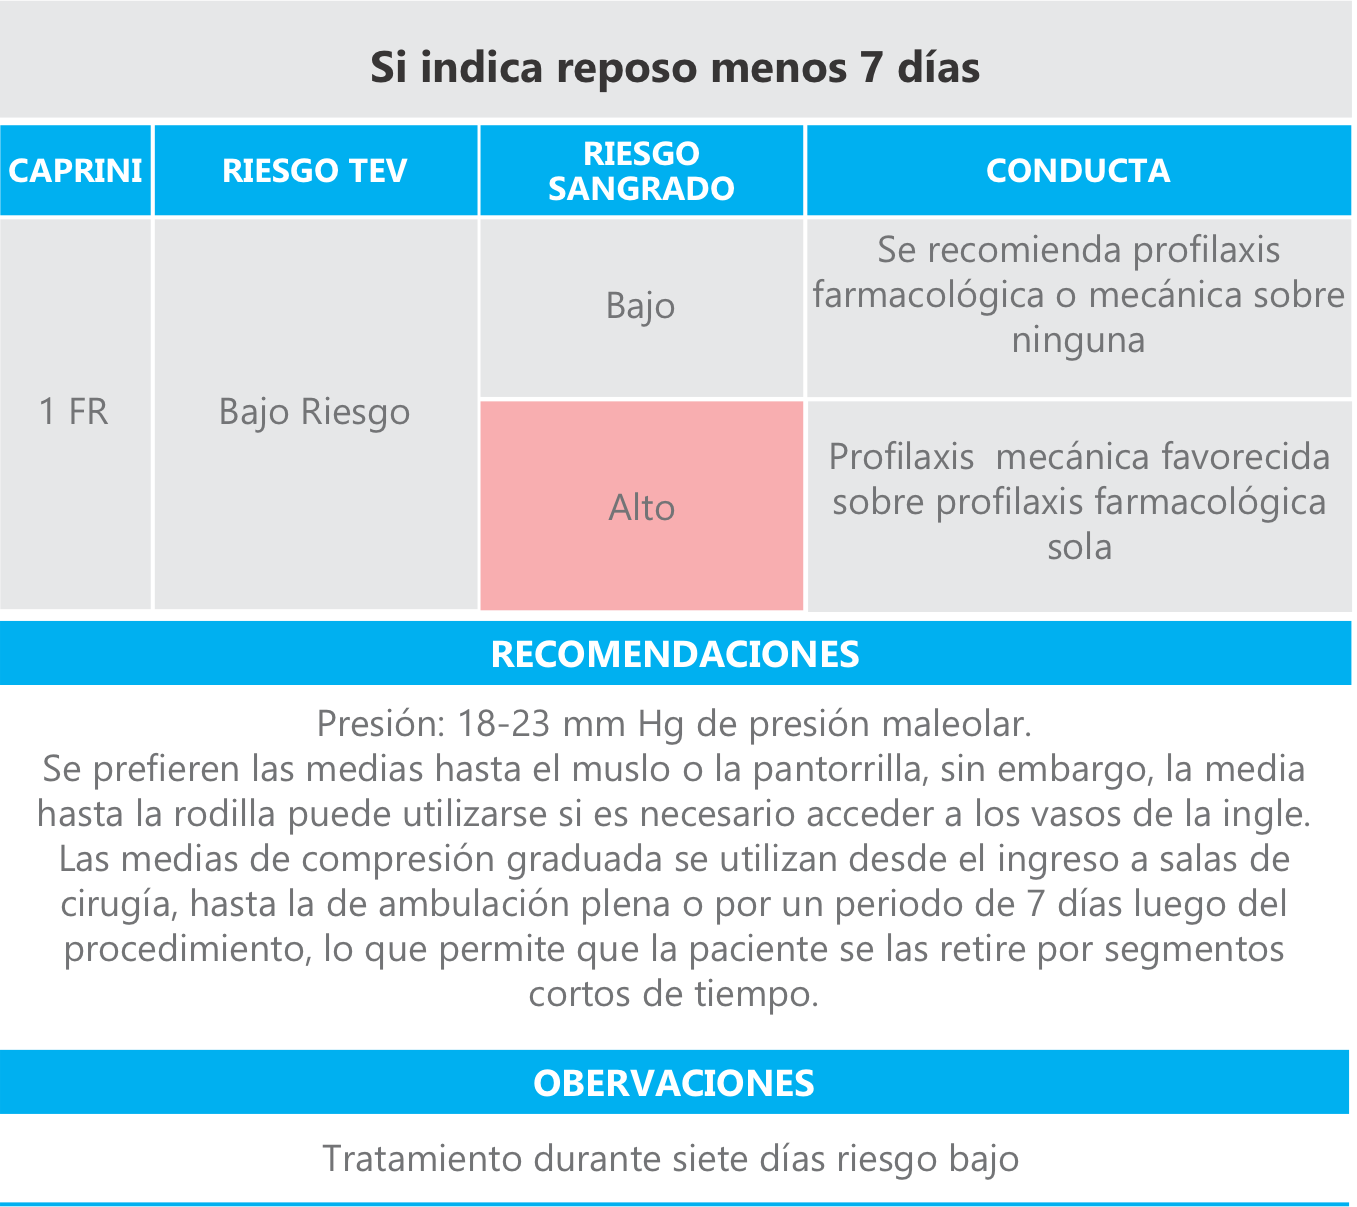 Si indica reposo menos 7 días
CAPRINI
RIESGO TEV
RIESGO
SANGRADO
CONDUCTA
1 FR
Bajo Riesgo
Bajo
Se recomienda profilaxis
farmacológica o mecánica sobre
ninguna
Alto
Profilaxis  mecánica favorecida
sobre profilaxis farmacológica
sola
RECOMENDACIONES
Presión: 18-23 mm Hg de presión maleolar.
Se prefieren las medias hasta el muslo o la pantorrilla, sin embargo, la media
hasta la rodilla puede utilizarse si es necesario acceder a los vasos de la ingle.
Las medias de compresión graduada se utilizan desde el ingreso a salas de
cirugía, hasta la de ambulación plena o por un periodo de 7 días luego del
procedimiento, lo que permite que la paciente se las retire por segmentos
cortos de tiempo.
OBERVACIONES
Tratamiento durante siete días riesgo bajo